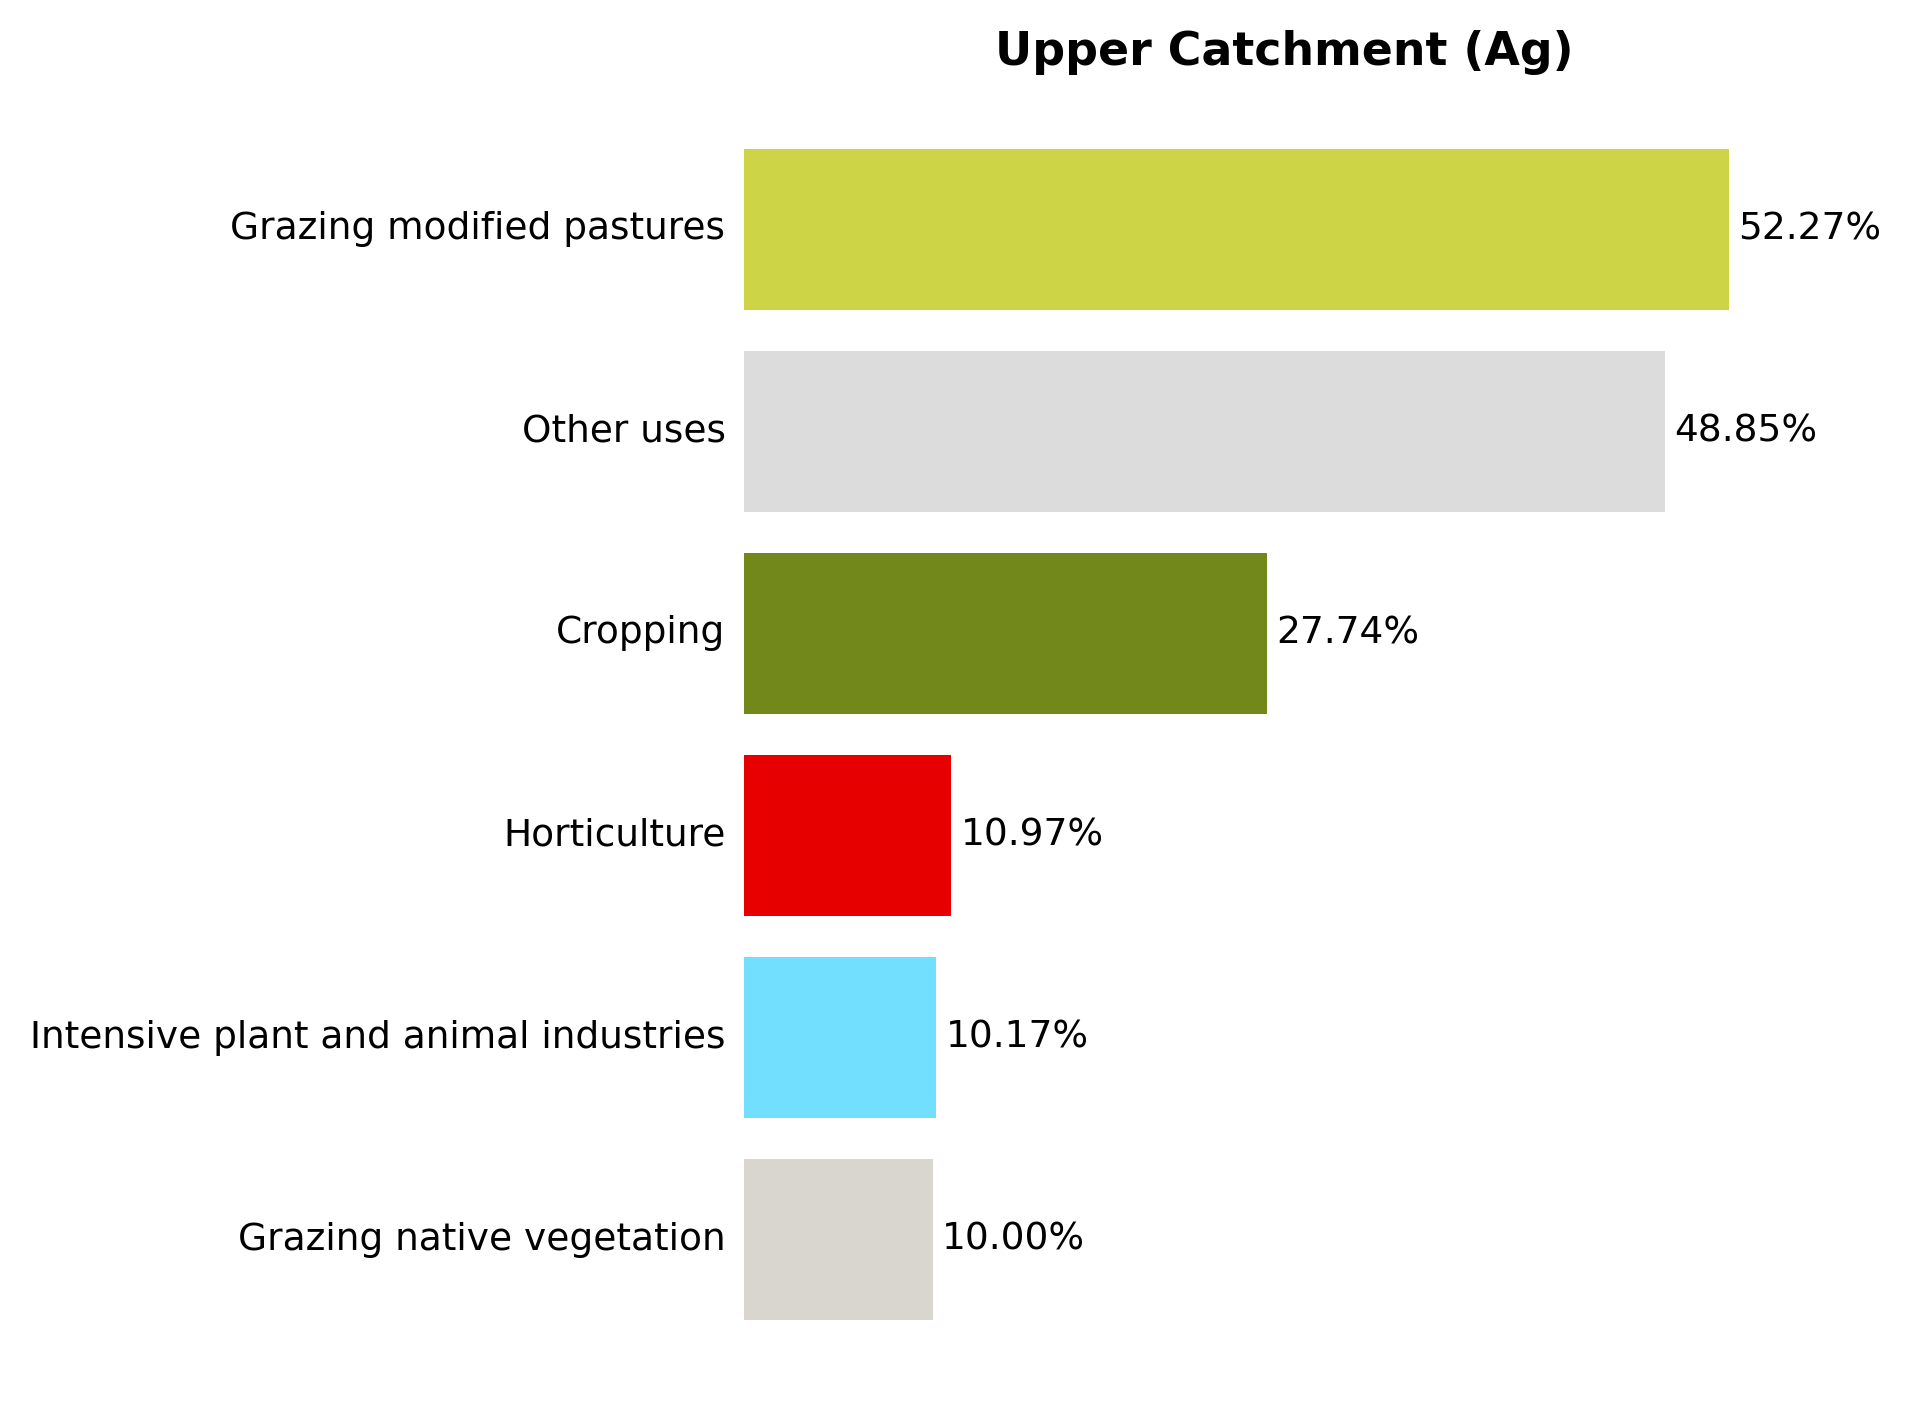 Upper Catchment (Ag)
Grazing modified pastures 52.27%
Other uses 48.85%
Cropping 27.74%
Horticulture 10.97%
Intensive plant and animal industries 10.17%
Grazing native vegetation 10.00%